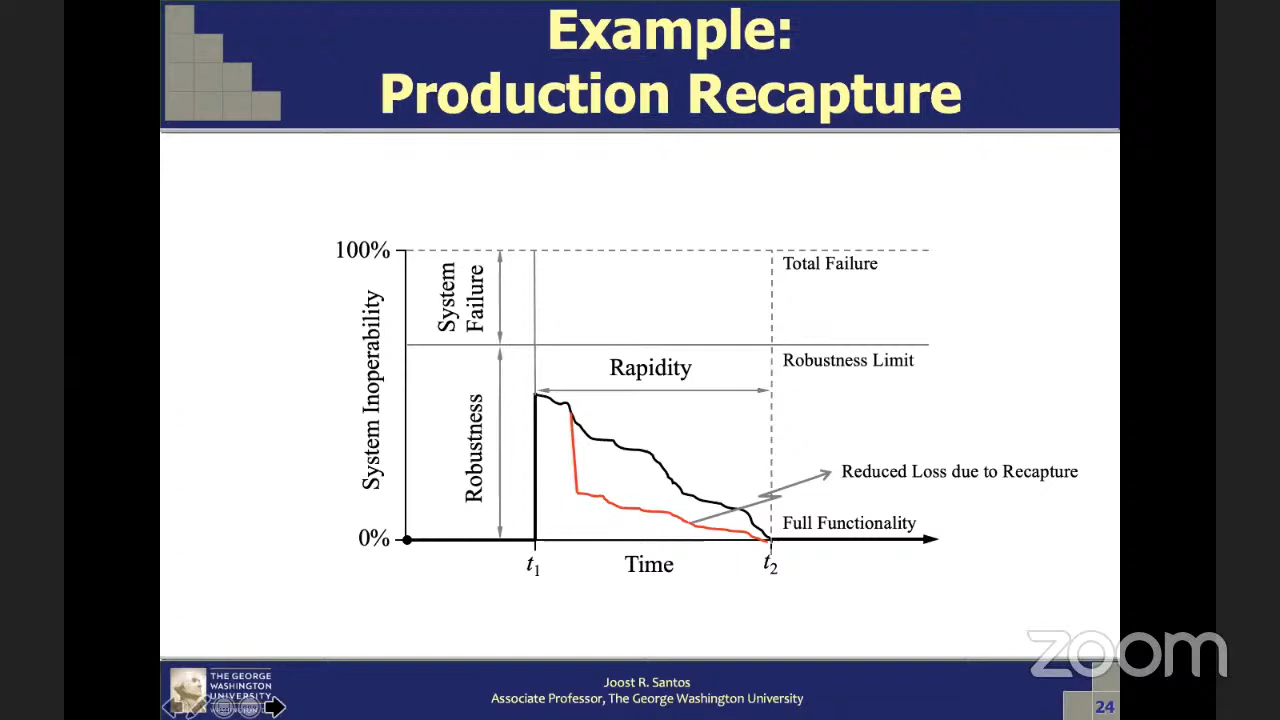 Example:
Production Recapture
100%
Total Failure
System
Failure
Robustness Limit
Rapidity
System Inoperability
Robustness
Reduced Loss due to Recapture
Full Functionality
0%
t1
Time
t2
zoom
THE GEORGE
WASHINGTON
UNIVERSITY
Joost R. Santos
Associate Professor, The George Washington University
24